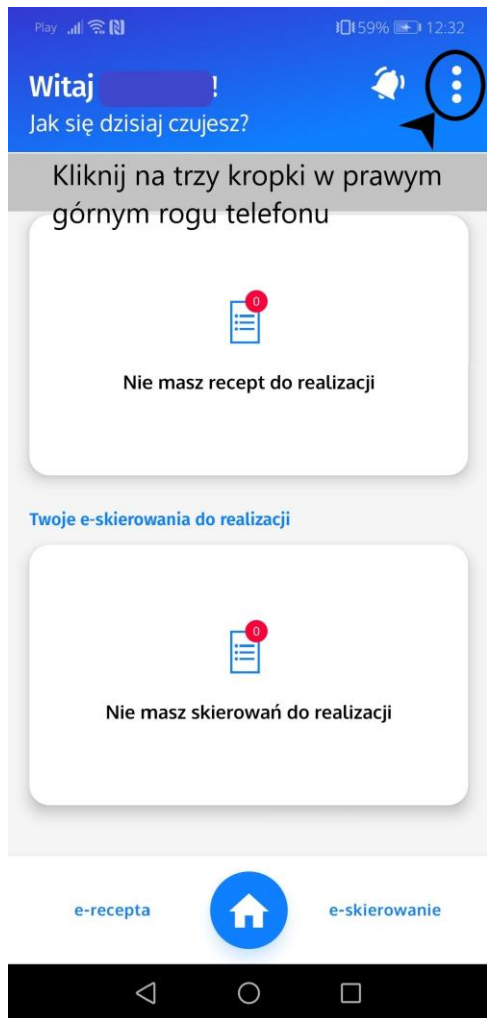 Play 59% 12:32
Witaj !
Jak się dzisiaj czujesz?
Kliknij na trzy kropki w prawym
górnym rogu telefonu
0
Nie masz recept do realizacji
Twoje e-skierowania do realizacji
0
Nie masz skierowań do realizacji
e-recepta e-skierowanie